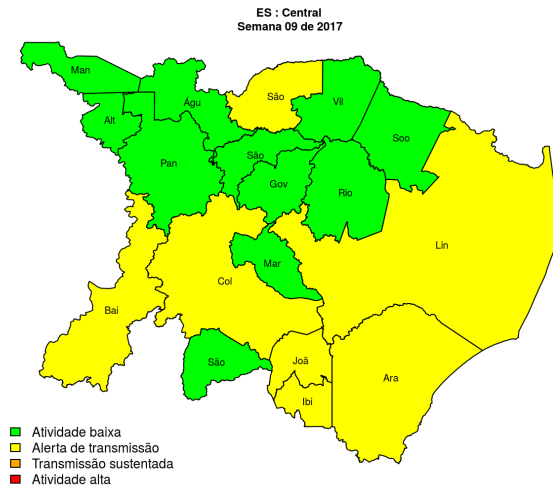 ES : Central
Semana 09 de 2017
Man
Águ
São
Vil
Alt
Soo
Pan
São
Gov
Rio
Lin
Mar
Col
Bai
São
Joã
Ara
Ibi
Atividade baixa
Alerta de transmissão
Transmissão sustentada
Atividade alta